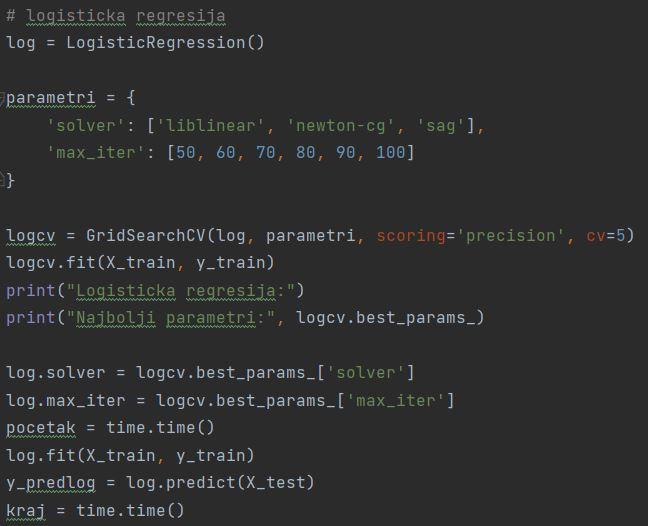 # logisticka regresija
log = LogisticRegression()
parametri = {
    'solver': ['liblinear', 'newton-cg', 'sag'],
    'max_iter': [50, 60, 70, 80, 90, 100]
}
logcv = GridSearchCV(log, parametri, scoring='precision', cv=5)
logcv.fit(X_train, y_train)
print("Logisticka regresija:")
print("Najbolji parametri:", logcv.best_params_)
log.solver = logcv.best_params_['solver']
log.max_iter = logcv.best_params_['max_iter']
pocetak = time.time()
log.fit(X_train, y_train)
y_predlog = log.predict(X_test)
kraj = time.time()